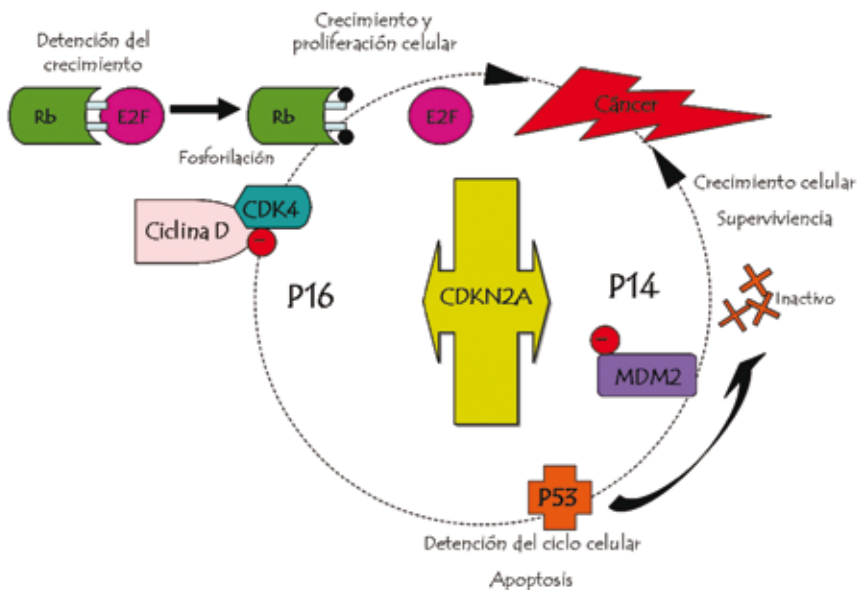 Detención del
crecimiento
Crecimiento y
proliferación celular
Rb
E2F
Rb
E2F
Cáncer
Fosforilación
Crecimiento celular
Superviviencia
CDK4
Ciclina D
-
P16
CDKN2A
P14
Inactivo
-
MDM2
P53
Detención del ciclo celular
Apoptosis